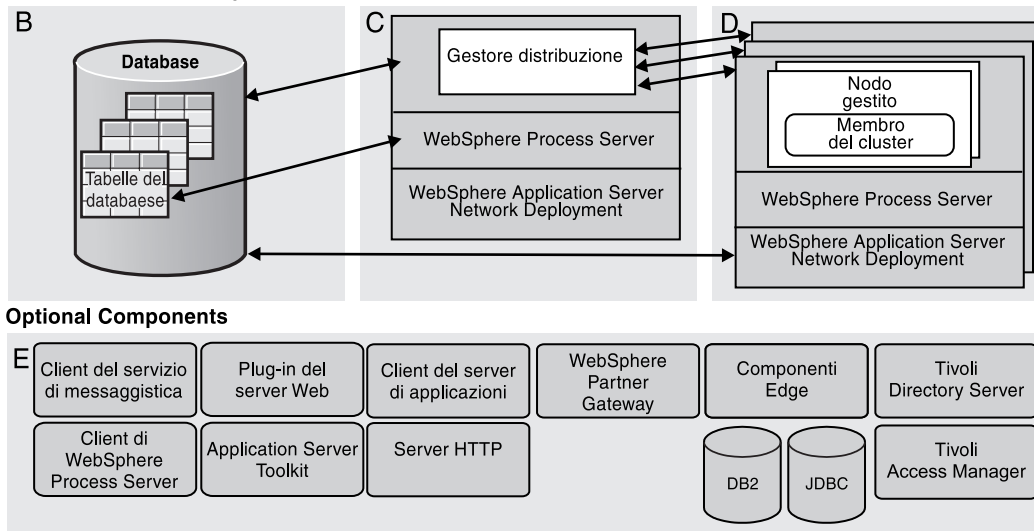 B
Database
Tabelle del
databaese
C
Gestore distribuzione
WebSphere Process Server
WebSphere Application Server
Network Deployment
D
Nodo
gestito
Membro
del cluster
WebSphere Process Server
WebSphere Application Server
Network Deployment
Optional Components
E
Client del servizio
di messaggistica
Plug-in del
server Web
Client del server
di applicazioni
WebSphere
Partner
Gateway
Componenti
Edge
Tivoli
Directory Server
Client di
WebSphere
Process Server
Application Server
Toolkit
Server HTTP
DB2
JDBC
Tivoli
Access Manager